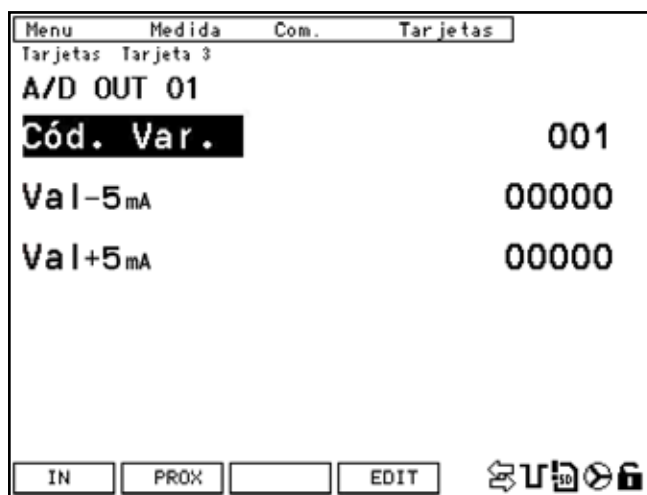 Menu Medida Com. Tarjetas
Tarjetas Tarjeta 3
A/D OUT 01
Cód. Var. 001
Val-5mA 00000
Val+5mA 00000
IN PROX EDIT SD